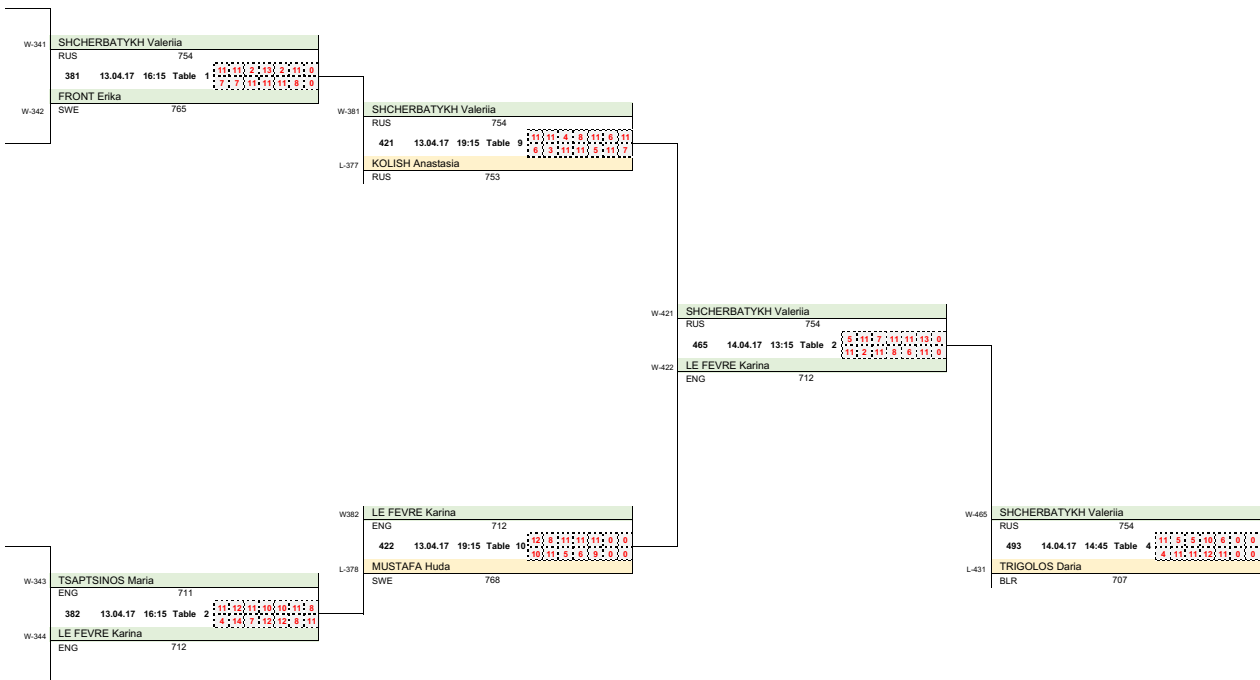 W-341 SHCHERBATYKH Valeriia
RUS 754
381 13.04.17 16:15 Table 1 11 11 2 13 2 11 0
7 7 11 11 11 8 0
FRONT Erika
W-342 SWE 765
W-381 SHCHERBATYKH Valeriia
RUS 754
421 13.04.17 19:15 Table 9 11 11 4 8 11 6 11
6 3 11 11 5 11 7
L-377 KOLISH Anastasia
RUS 753
W-421 SHCHERBATYKH Valeriia
RUS 754
465 14.04.17 13:15 Table 2 5 11 7 11 11 13 0
11 2 11 8 6 11 0
W-422 LE FEVRE Karina
ENG 712
W382 LE FEVRE Karina
ENG 712
422 13.04.17 19:15 Table 10 12 8 11 11 11 0 0
10 11 5 6 9 0 0
L-378 MUSTAFA Huda
SWE 768
W-465 SHCHERBATYKH Valeriia
RUS 754
493 14.04.17 14:45 Table 4 11 5 5 10 6 0 0
4 11 11 12 11 0 0
L-431 TRIGOLOS Daria
BLR 707
W-343 TSAPTSINOS Maria
ENG 711
382 13.04.17 16:15 Table 2 11 12 11 10 10 11 8
4 14 7 12 12 8 11
W-344 LE FEVRE Karina
ENG 712